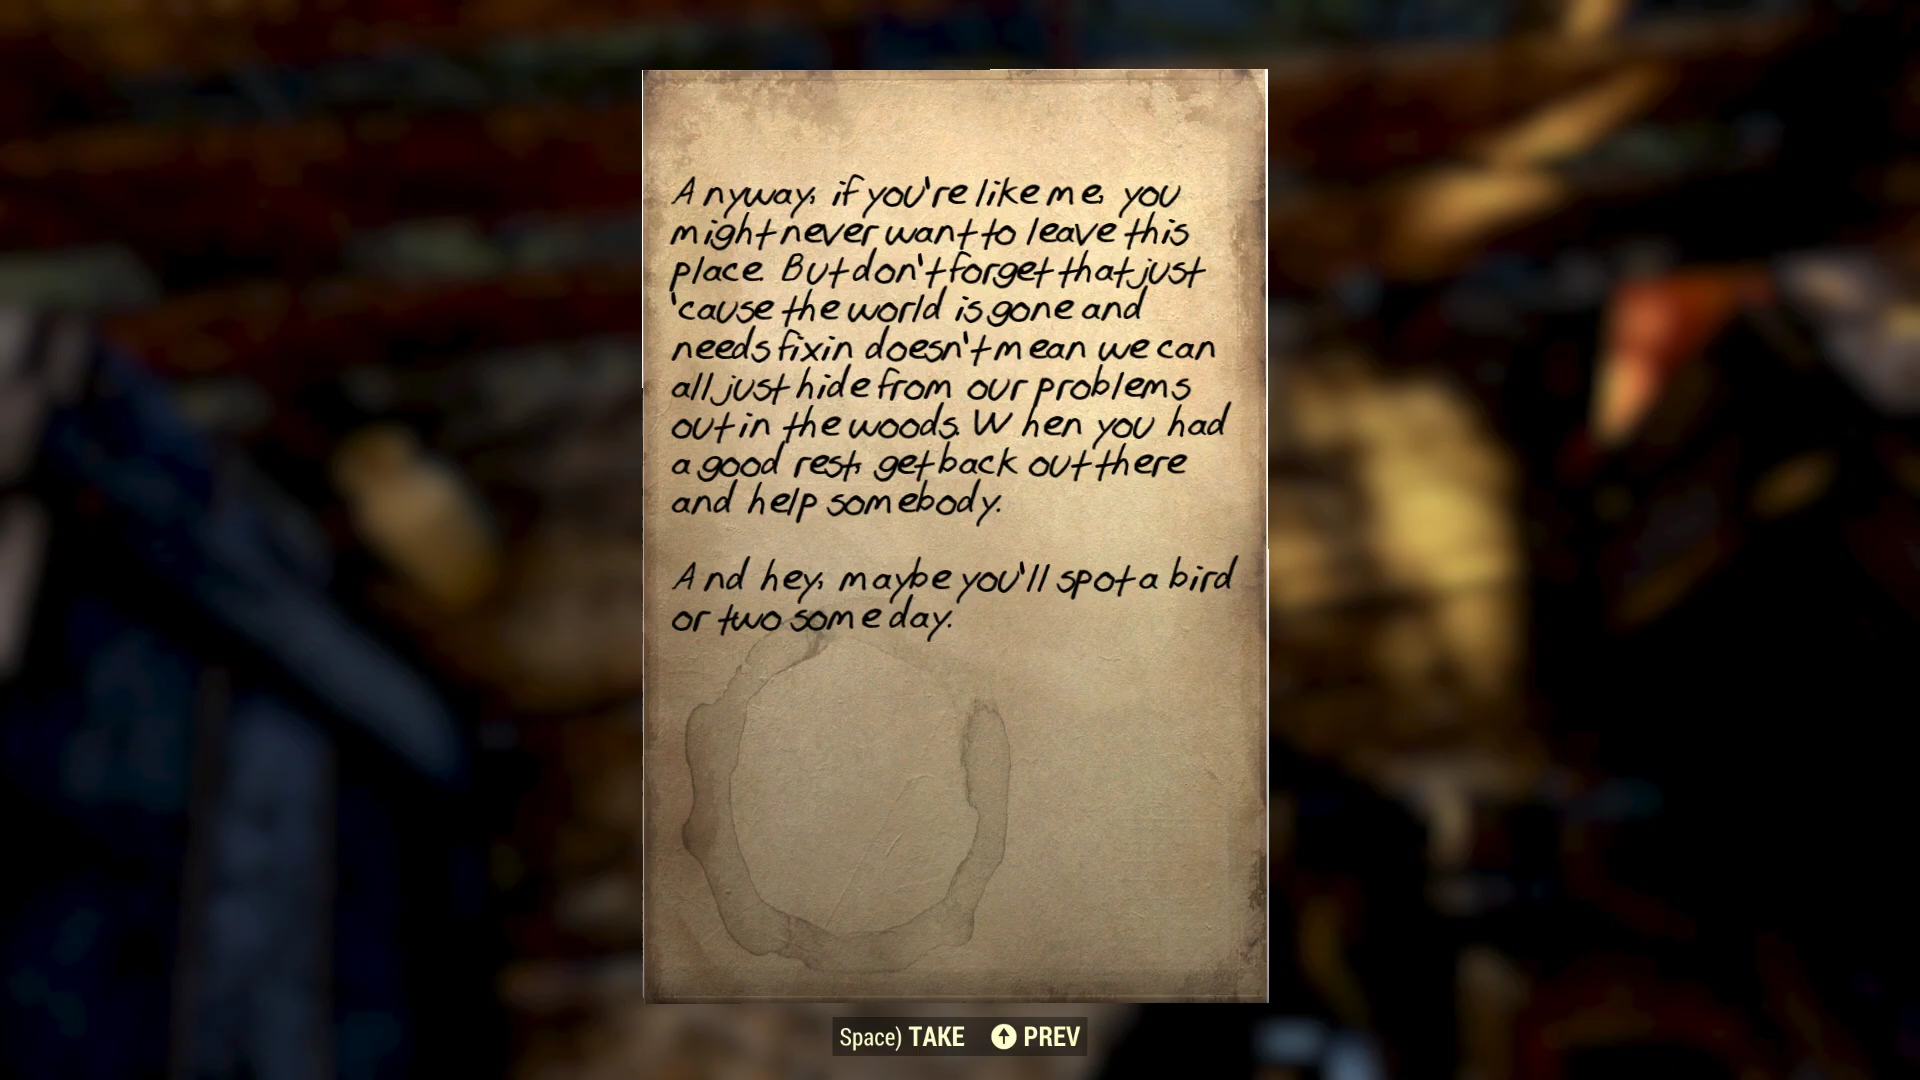 Anyway, if you're like me, you
might never want to leave this
place. But don't forget that just
'cause the world is gone and
needs fixin doesn't mean we can
all just hide from our problems
out in the woods. When you had
a good rest, get back out there
and help somebody.
And hey, maybe you'll spot a bird
or two some day.
Space) TAKE PREV